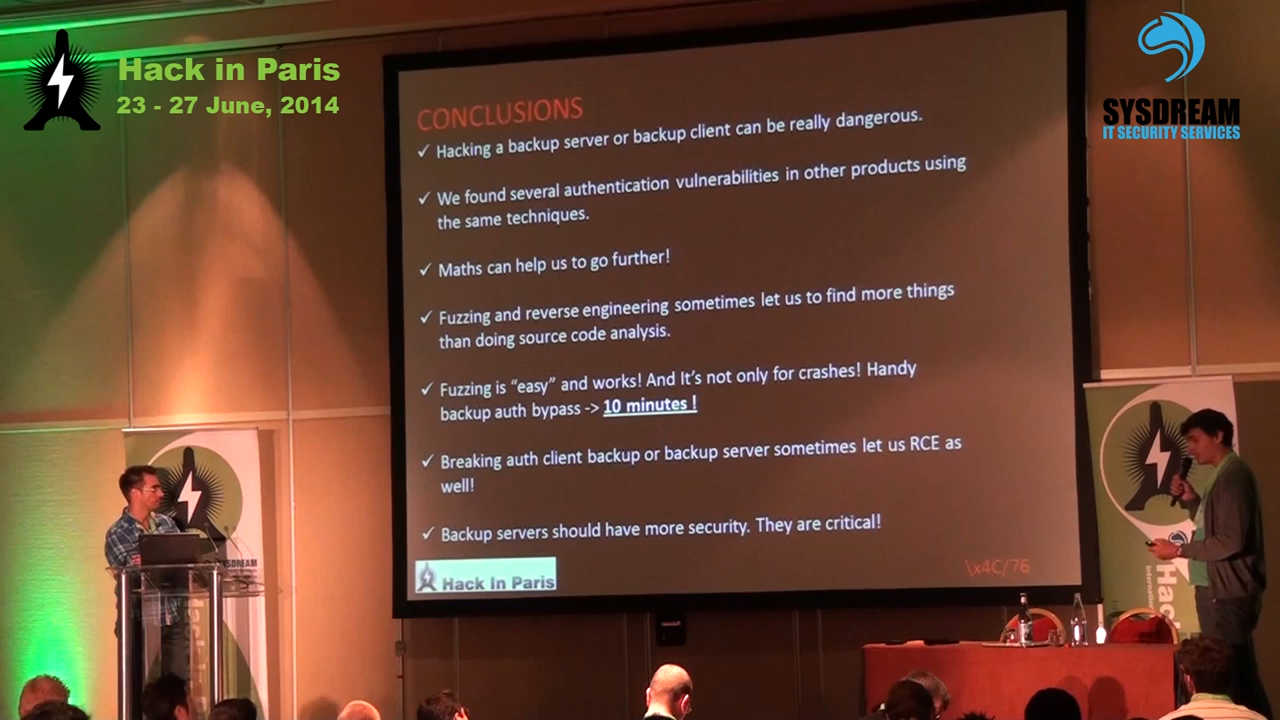 Hack in Paris
23 - 27 June, 2014
SYSDREAM
IT SECURITY SERVICES
CONCLUSIONS
✓ Hacking a backup server or backup client can be really dangerous.
✓ We found several authentication vulnerabilities in other products using
the same techniques.
✓ Maths can help us to go further!
✓ Fuzzing and reverse engineering sometimes let us to find more things
than doing source code analysis.
✓ Fuzzing is “easy” and works! And It's not only for crashes! Handy
backup auth bypass -> 10 minutes !
✓ Breaking auth client backup or backup server sometimes let us RCE as
well!
✓ Backup servers should have more security. They are critical!
Hack In Paris
\x4C/76
SYSDREAM
Hack
Hack